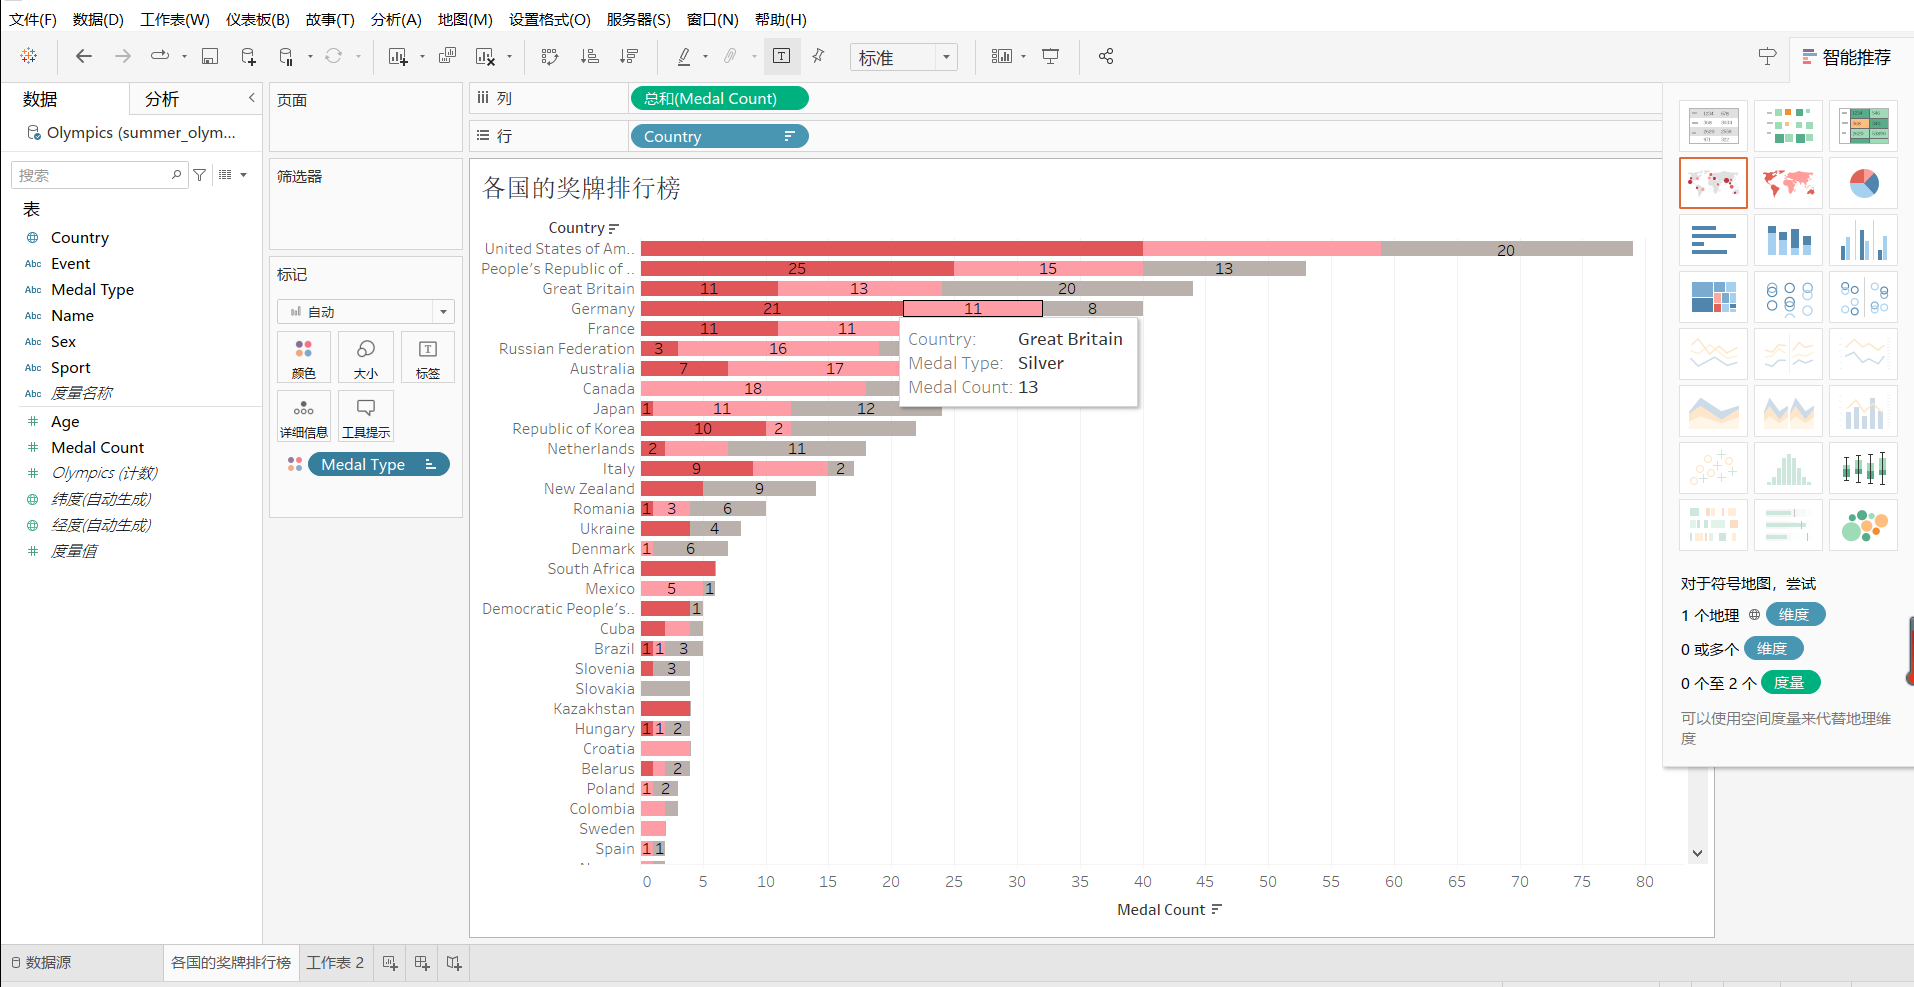 文件(F) 数据(D) 工作表(W) 仪表板(B) 故事(T) 分析(A) 地图(M) 设置格式(O) 服务器(S) 窗口(N) 帮助(H)
标准
智能推荐
数据 分析
Olympics (summer_olym...
搜索
表
Country
Abc Event
Abc Medal Type
Abc Name
Abc Sex
Abc Sport
Abc 度量名称
Age
Medal Count
Olympics (计数)
纬度(自动生成)
经度(自动生成)
度量值
页面
筛选器
标记
自动
颜色 大小 标签
详细信息 工具提示
Medal Type
列 总和(Medal Count)
行 Country
各国的奖牌排行榜
Country
United States of Am.. 20
People's Republic of .. 25 15 13
Great Britain 11 13 20
Germany 21 11 8
France 11 11
Russian Federation 3 16
Australia 7 17
Canada 18
Japan 1 11 12
Republic of Korea 10 2
Netherlands 2 11
Italy 9 2
New Zealand 9
Romania 1 3 6
Ukraine 4
Denmark 1 6
South Africa
Mexico 5 1
Democratic People's.. 1
Cuba
Brazil 1 1 3
Slovenia 3
Slovakia
Kazakhstan
Hungary 1 1 2
Croatia
Belarus 2
Poland 1 2
Colombia
Sweden
Spain 1 1
0 5 10 15 20 25 30 35 40 45 50 55 60 65 70 75 80
Medal Count
Country: Great Britain
Medal Type: Silver
Medal Count: 13
对于符号地图，尝试
1 个地理 维度
0 或多个 维度
0 个至 2 个 度量
可以使用空间度量来代替地理维
度
数据源 各国的奖牌排行榜 工作表 2